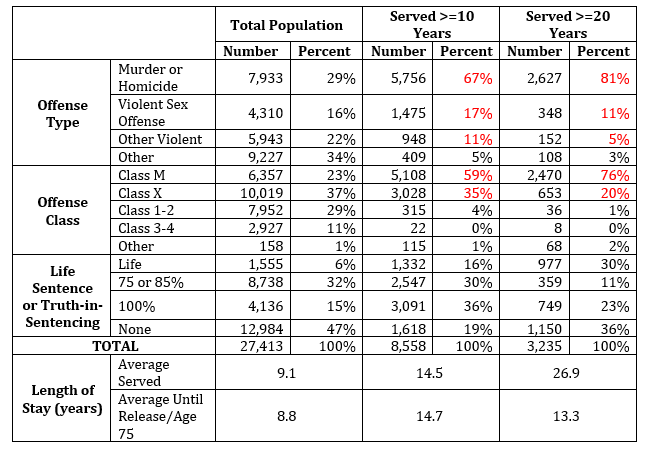 Total Population Served >=10 Years Served >=20 Years
Number Percent Number Percent Number Percent
Offense Type
Murder or Homicide 7,933 29% 5,756 67% 2,627 81%
Violent Sex Offense 4,310 16% 1,475 17% 348 11%
Other Violent 5,943 22% 948 11% 152 5%
Other 9,227 34% 409 5% 108 3%
Offense Class
Class M 6,357 23% 5,108 59% 2,470 76%
Class X 10,019 37% 3,028 35% 653 20%
Class 1-2 7,952 29% 315 4% 36 1%
Class 3-4 2,927 11% 22 0% 8 0%
Other 158 1% 115 1% 68 2%
Life Sentence or Truth-in-Sentencing
Life 1,555 6% 1,332 16% 977 30%
75 or 85% 8,738 32% 2,547 30% 359 11%
100% 4,136 15% 3,091 36% 749 23%
None 12,984 47% 1,618 19% 1,150 36%
TOTAL 27,413 100% 8,558 100% 3,235 100%
Length of Stay (years)
Average Served 9.1 14.5 26.9
Average Until Release/Age 75 8.8 14.7 13.3